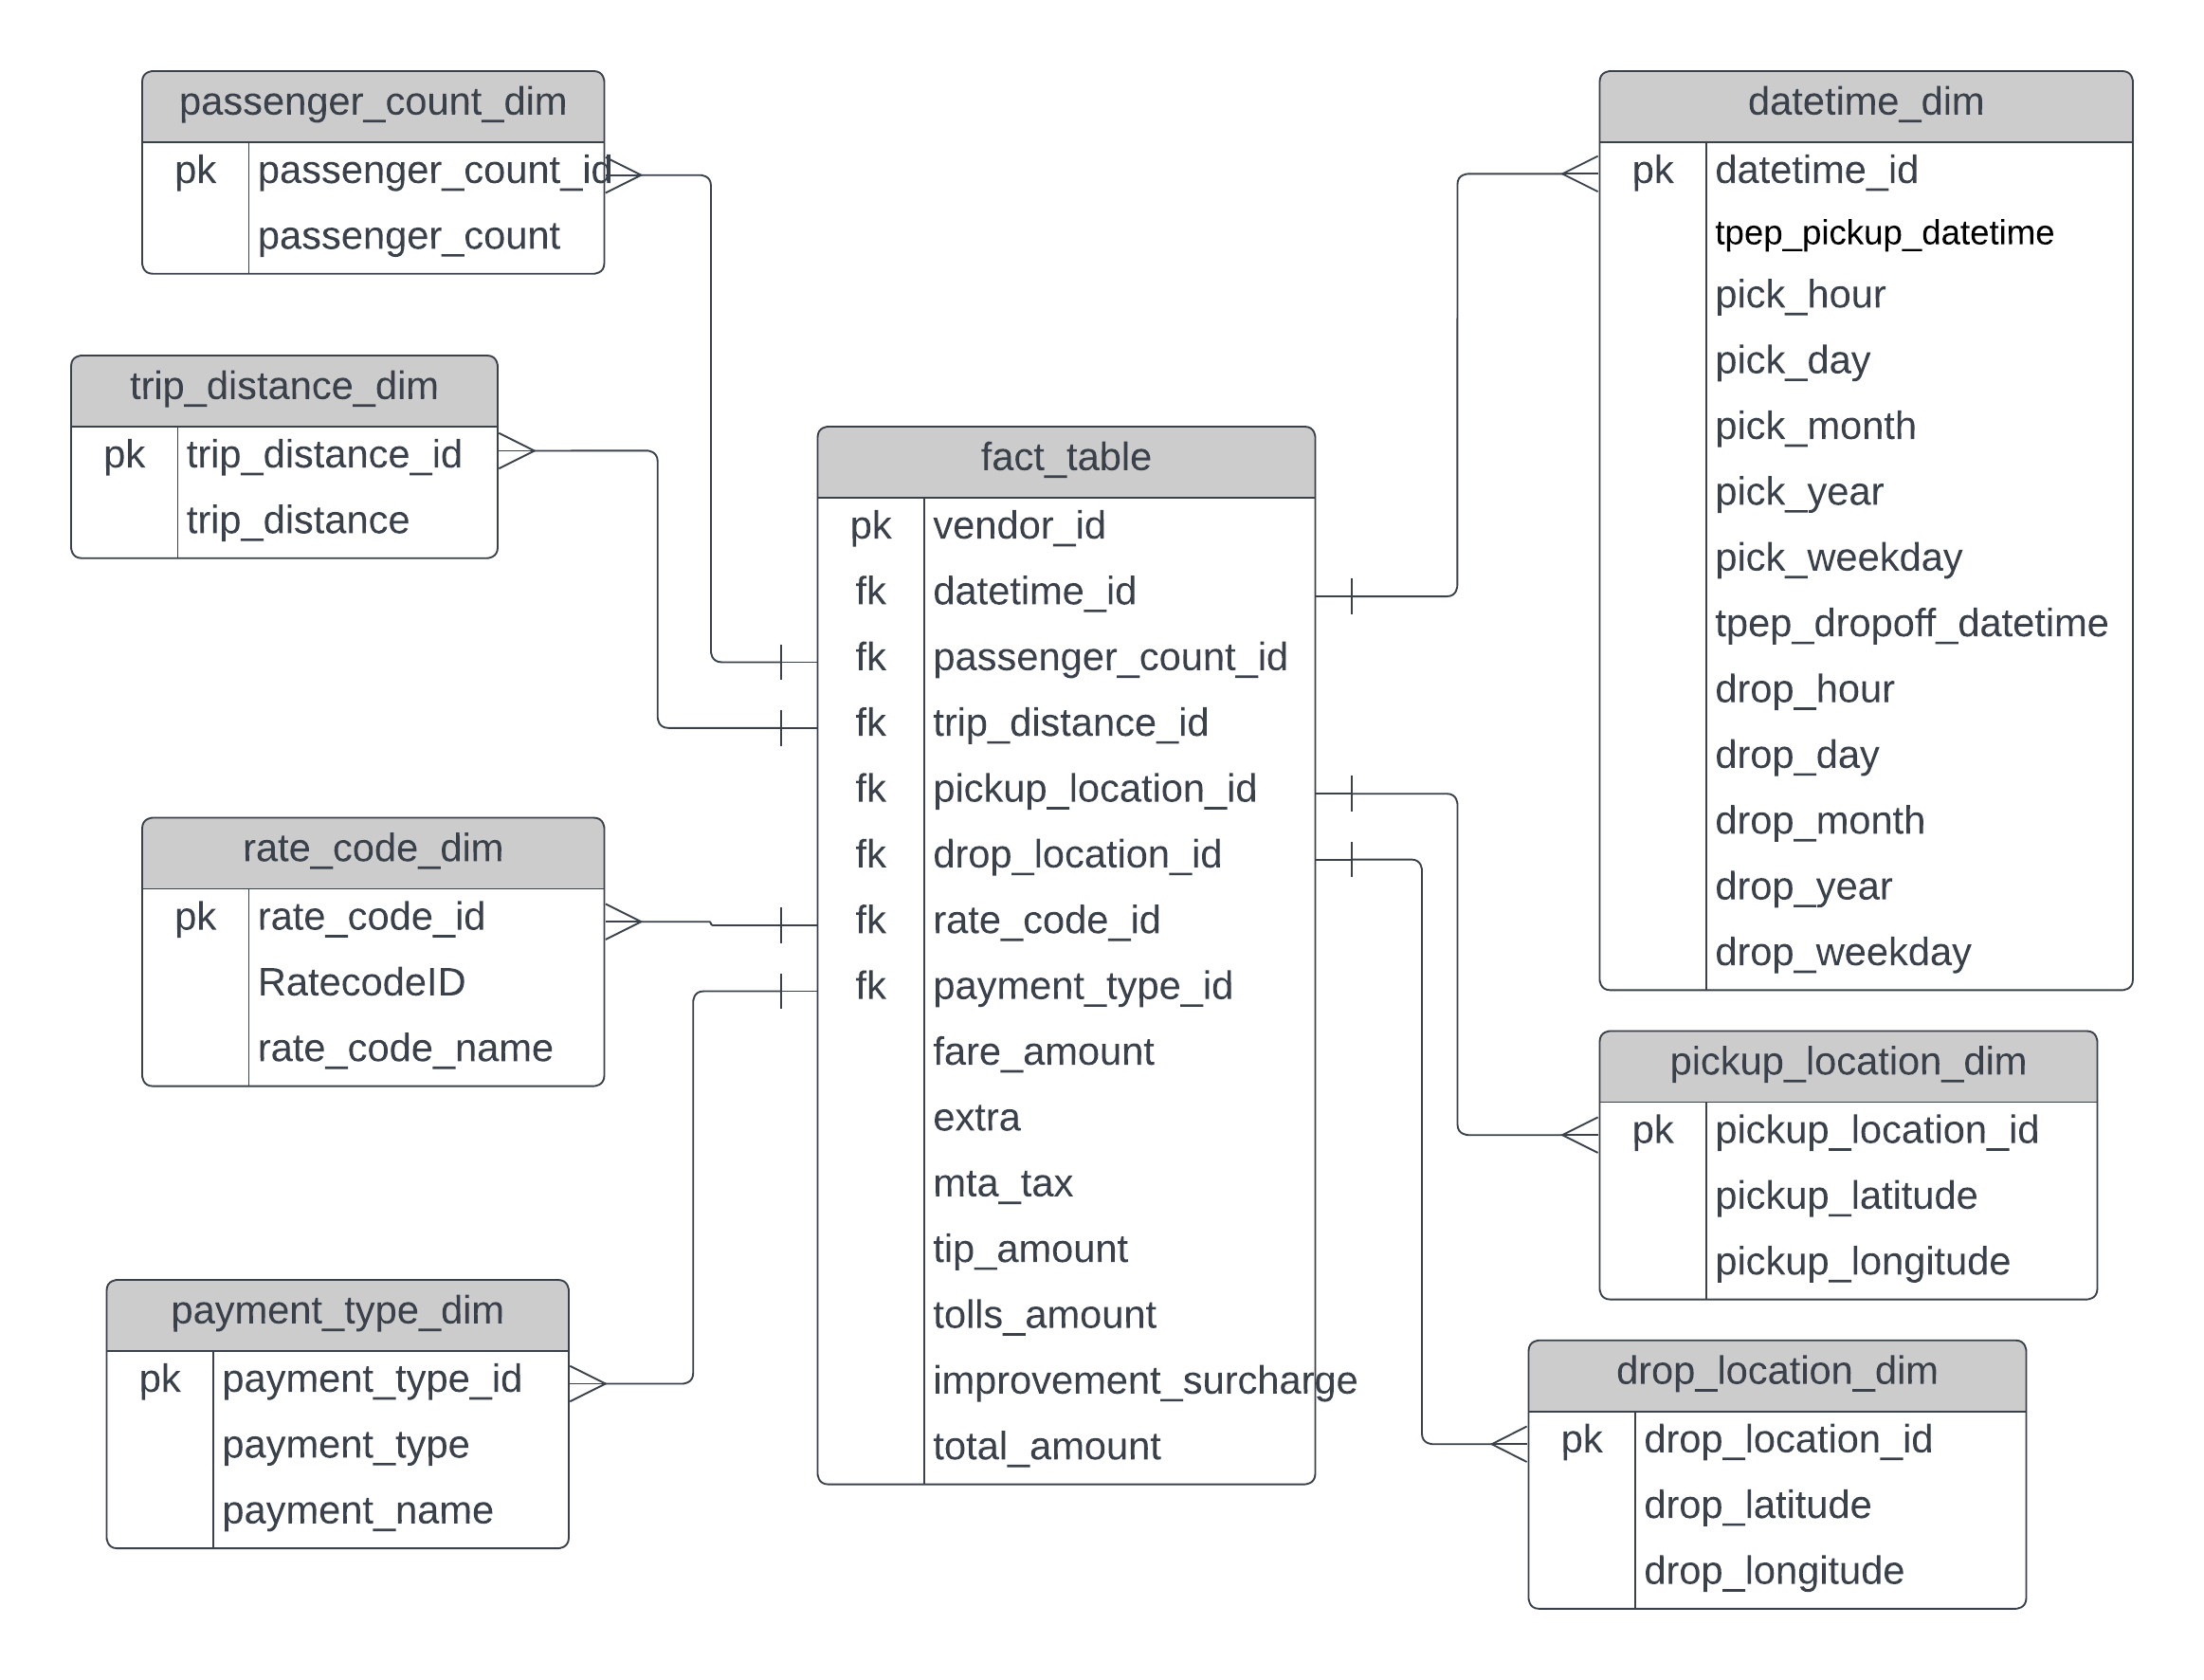 passenger_count_dim
pk passenger_count_id
passenger_count
trip_distance_dim
pk trip_distance_id
trip_distance
rate_code_dim
pk rate_code_id
RatecodeID
rate_code_name
payment_type_dim
pk payment_type_id
payment_type
payment_name
fact_table
pk vendor_id
fk datetime_id
fk passenger_count_id
fk trip_distance_id
fk pickup_location_id
fk drop_location_id
fk rate_code_id
fk payment_type_id
fare_amount
extra
mta_tax
tip_amount
tolls_amount
improvement_surcharge
total_amount
datetime_dim
pk datetime_id
tpep_pickup_datetime
pick_hour
pick_day
pick_month
pick_year
pick_weekday
tpep_dropoff_datetime
drop_hour
drop_day
drop_month
drop_year
drop_weekday
pickup_location_dim
pk pickup_location_id
pickup_latitude
pickup_longitude
drop_location_dim
pk drop_location_id
drop_latitude
drop_longitude